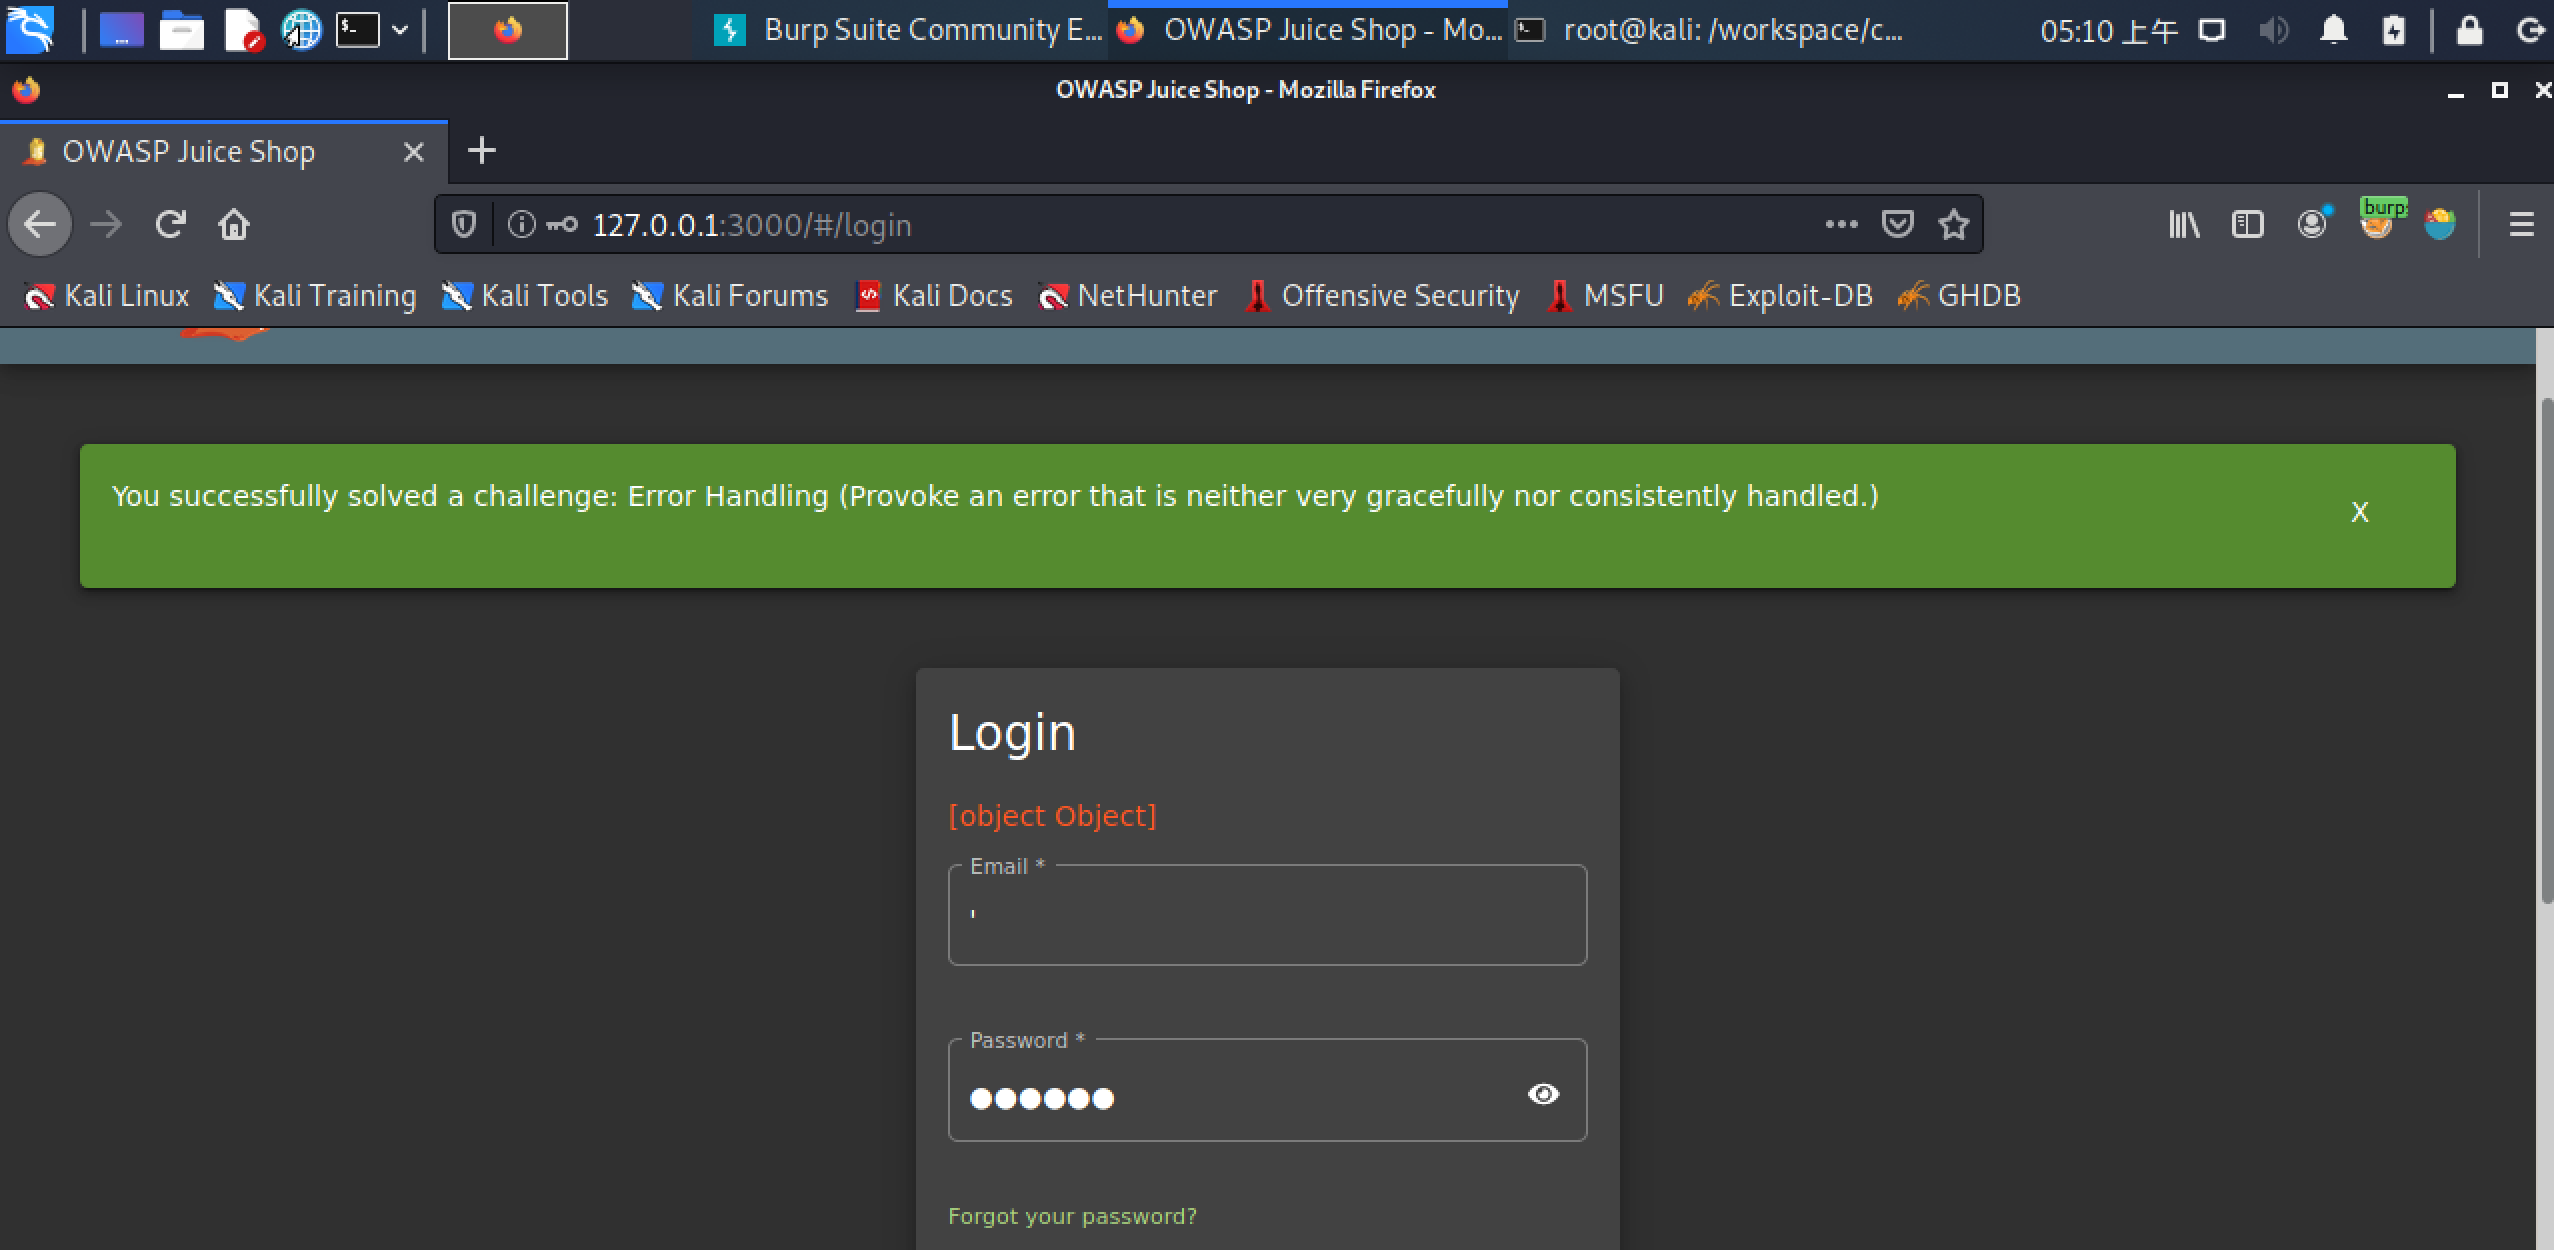 Burp Suite Community E... OWASP Juice Shop - Mo... root@kali: /workspace/c... 05:10 上午
OWASP Juice Shop - Mozilla Firefox
OWASP Juice Shop
127.0.0.1:3000/#/login
burp
Kali Linux Kali Training Kali Tools Kali Forums Kali Docs NetHunter Offensive Security MSFU Exploit-DB GHDB
You successfully solved a challenge: Error Handling (Provoke an error that is neither very gracefully nor consistently handled.)
X
Login
[object Object]
Email *
'
Password *
●●●●●●
Forgot your password?